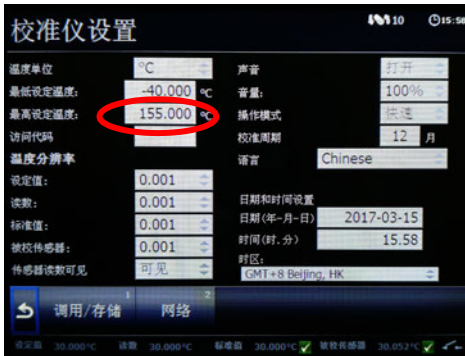 校准仪设置
10
15:58
温度单位 °C
最低设定温度: -40.000 °C
最高设定温度: 155.000 °C
访问代码
温度分辨率
设定值: 0.001
读数: 0.001
标准值: 0.001
被校传感器: 0.001
传感器读数可见 可见
声音 打开
音量: 100%
操作模式 快速
校准周期 12 月
语言 Chinese
日期和时间设置
日期(年-月-日) 2017-03-15
时间(时.分) 15.58
时区:
GMT+8 Beijing, HK
1
调用/存储
2
网络
设定值 30.000°C 读数 30.000°C 标准值 30.000°C 被校传感器 30.052°C